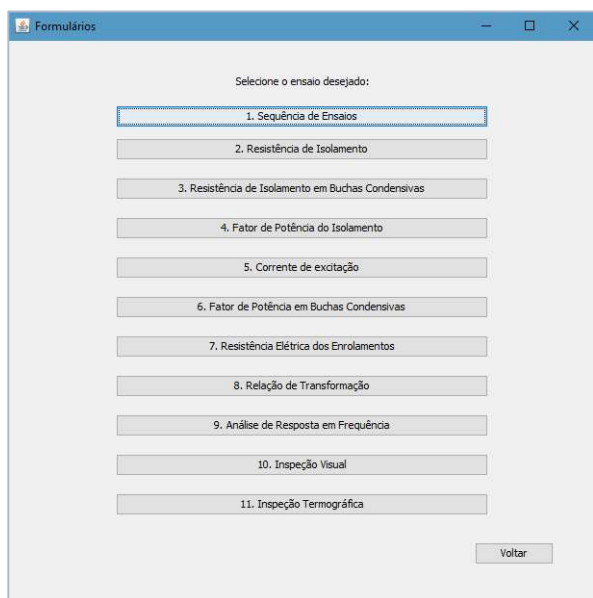 Formulários
Selecione o ensaio desejado:
1. Sequência de Ensaios
2. Resistência de Isolamento
3. Resistência de Isolamento em Buchas Condensivas
4. Fator de Potência do Isolamento
5. Corrente de excitação
6. Fator de Potência em Buchas Condensivas
7. Resistência Elétrica dos Enrolamentos
8. Relação de Transformação
9. Análise de Resposta em Frequência
10. Inspeção Visual
11. Inspeção Termográfica
Voltar